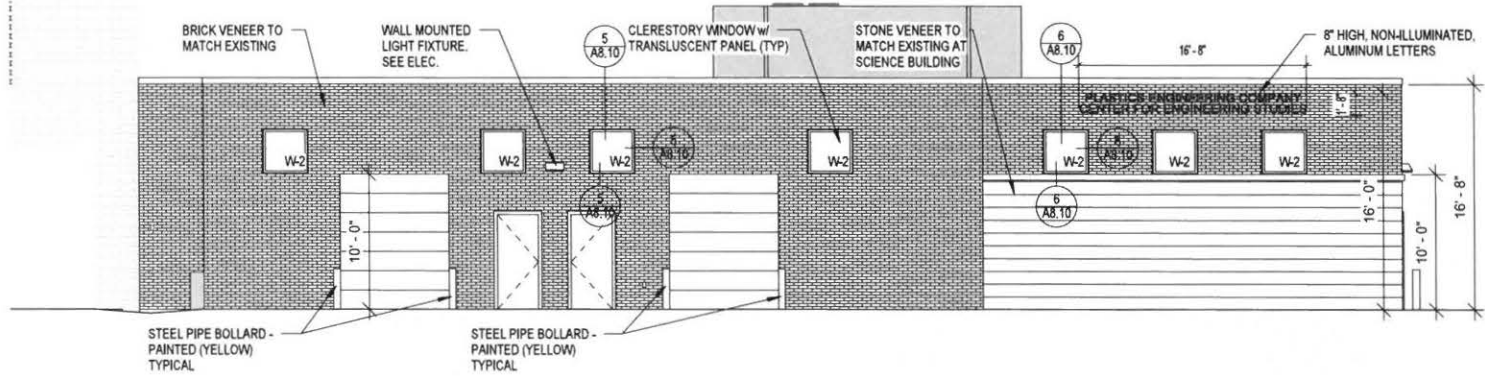 BRICK VENEER TO
MATCH EXISTING
WALL MOUNTED
LIGHT FIXTURE.
SEE ELEC.
5
A8.10
CLERESTORY WINDOW w/
TRANSLUSCENT PANEL (TYP)
STONE VENEER TO
MATCH EXISTING AT
SCIENCE BUILDING
6
A8.10
16'-8"
8" HIGH, NON-ILLUMINATED,
ALUMINUM LETTERS
PLASTICS ENGINEERING COMPANY
CENTER FOR ENGINEERING STUDIES
1'-8"
W-2
W-2
W-2
5
A8.10
W-2
W-2
6
A8.10
W-2
W-2
5
A8.10
6
A8.10
10' - 0"
16' - 0"
10' - 0"
16' - 8"
STEEL PIPE BOLLARD -
PAINTED (YELLOW)
TYPICAL
STEEL PIPE BOLLARD -
PAINTED (YELLOW)
TYPICAL